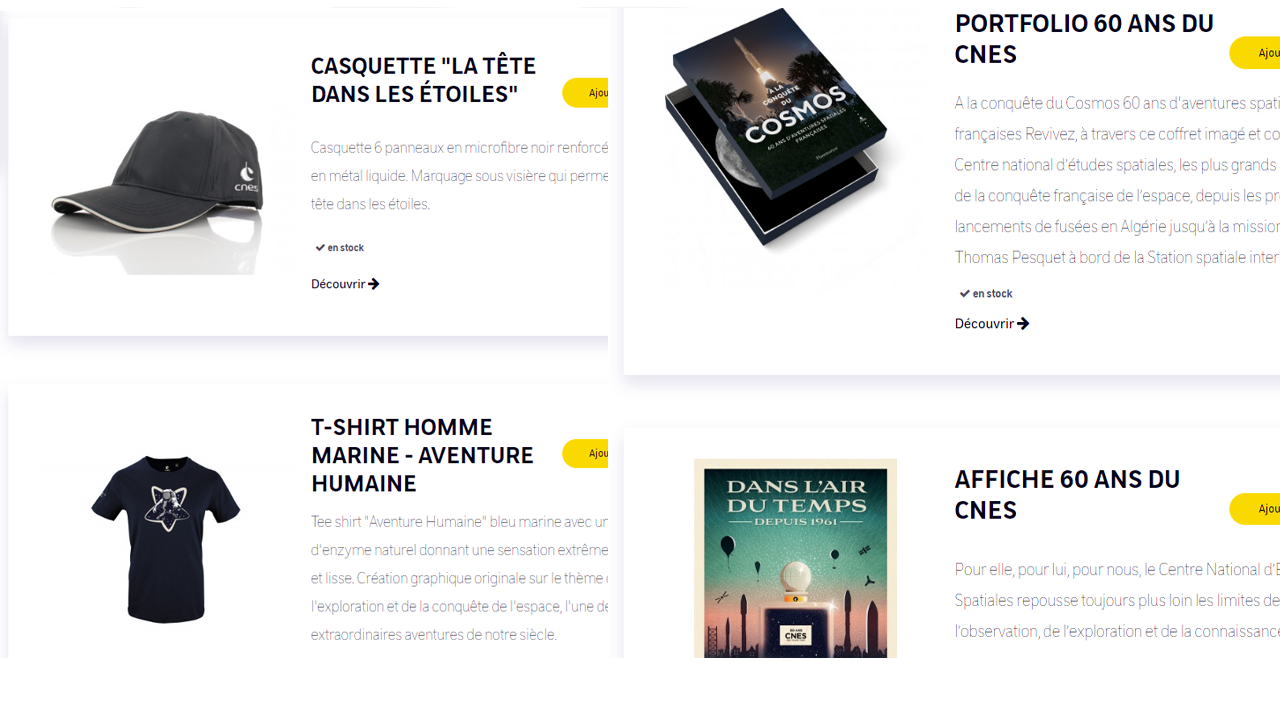 CASQUETTE "LA TÊTE
DANS LES ÉTOILES"
Ajou
Casquette 6 panneaux en microfibre noir renforcé
en métal liquide. Marquage sous visière qui perme
tête dans les étoiles.
en stock
Découvrir
cnes
T-SHIRT HOMME
MARINE - AVENTURE
HUMAINE
Ajou
Tee shirt "Aventure Humaine" bleu marine avec un
d'enzyme naturel donnant une sensation extrême
et lisse. Création graphique originale sur le thème
l'exploration et de la conquête de l'espace, l'une de
extraordinaires aventures de notre siècle.
PORTFOLIO 60 ANS DU
CNES
Ajou
A la conquête du Cosmos 60 ans d'aventures spati
françaises Revivez, à travers ce coffret imagé et co
Centre national d'études spatiales, les plus grands
de la conquête française de l'espace, depuis les pr
lancements de fusées en Algérie jusqu'à la mission
Thomas Pesquet à bord de la Station spatiale inter
en stock
Découvrir
À LA
CONQUÊTE
DU
COSMOS
60 ANS D'AVENTURES SPATIALES
FRANÇAISES
Flammarion
AFFICHE 60 ANS DU
CNES
Ajou
Pour elle, pour lui, pour nous, le Centre National d'E
Spatiales repousse toujours plus loin les limites de
l'observation, de l'exploration et de la connaissance
DANS L'AIR
DU TEMPS
DEPUIS 1961
60 ANS
CNES